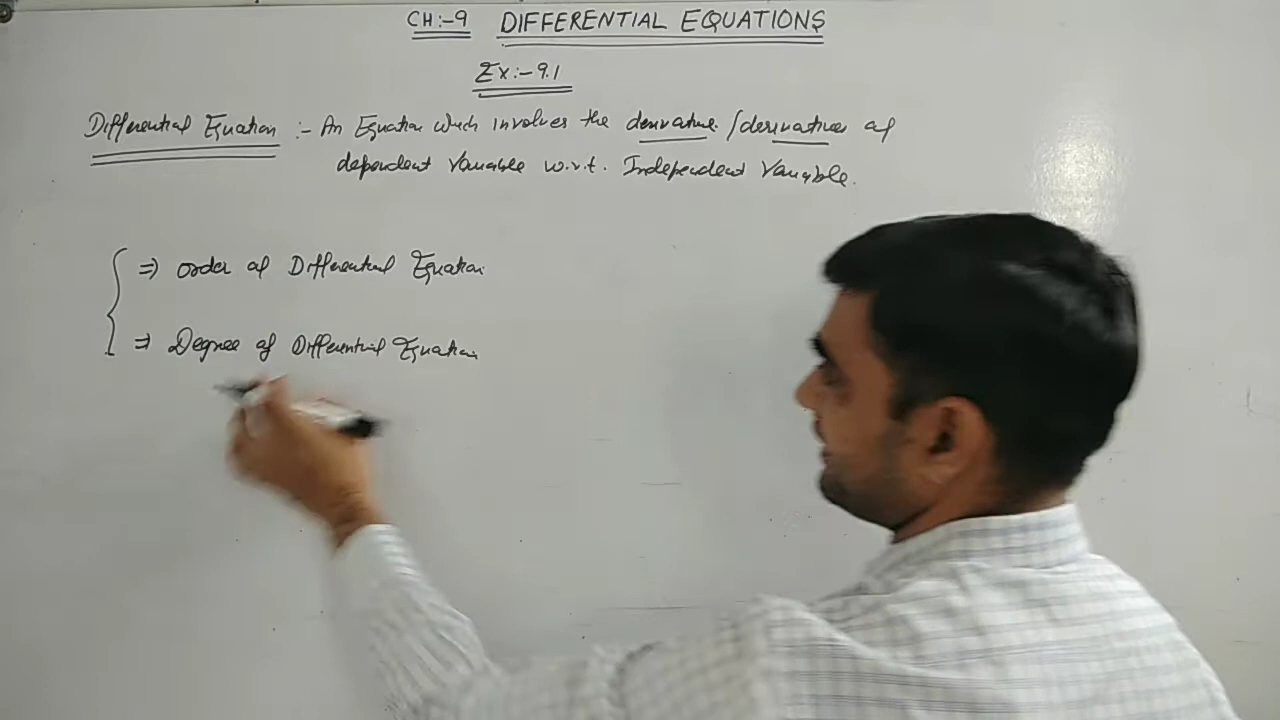 CH:-9 DIFFERENTIAL EQUATIONS
Ex:-9.1
Differential Equation :- An Equation which involves the derivative / derivatives of
dependent Variable w.r.t. Independent Variable.
⇒ order of Differential Equation
⇒ Degree of Differential Equation